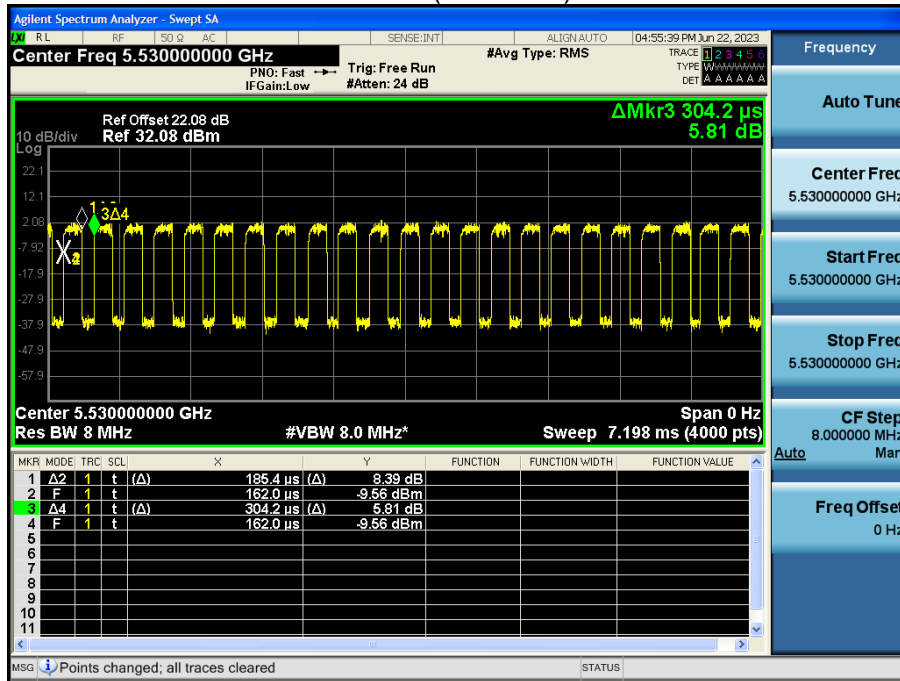 Agilent Spectrum Analyzer - Swept SA
LXI RL RF 50 Ω AC SENSE:INT ALIGN AUTO 04:55:39 PM Jun 22, 2023
Center Freq 5.530000000 GHz #Avg Type: RMS TRACE 1 2 3 4 5 6
PNO: Fast Trig: Free Run TYPE
IFGain:Low #Atten: 24 dB DET A A A A A A
ΔMkr3 304.2 µs
5.81 dB
Ref Offset 22.08 dB
10 dB/div Ref 32.08 dBm
Log
22.1
12.1
2.08
-7.92
-17.9
-27.9
-37.9
-47.9
-57.9
3Δ4
Center 5.530000000 GHz Span 0 Hz
Res BW 8 MHz #VBW 8.0 MHz* Sweep 7.198 ms (4000 pts)
MKR MODE TRC SCL X Y FUNCTION FUNCTION WIDTH FUNCTION VALUE
1 Δ2 1 t (Δ) 185.4 µs (Δ) 8.39 dB
2 F 1 t 162.0 µs -9.56 dBm
3 Δ4 1 t (Δ) 304.2 µs (Δ) 5.81 dB
4 F 1 t 162.0 µs -9.56 dBm
5
6
7
8
9
10
11
MSG Points changed; all traces cleared STATUS
Frequency
Auto Tune
Center Freq
5.530000000 GHz
Start Freq
5.530000000 GHz
Stop Freq
5.530000000 GHz
CF Step
8.000000 MHz
Auto Man
Freq Offset
0 Hz